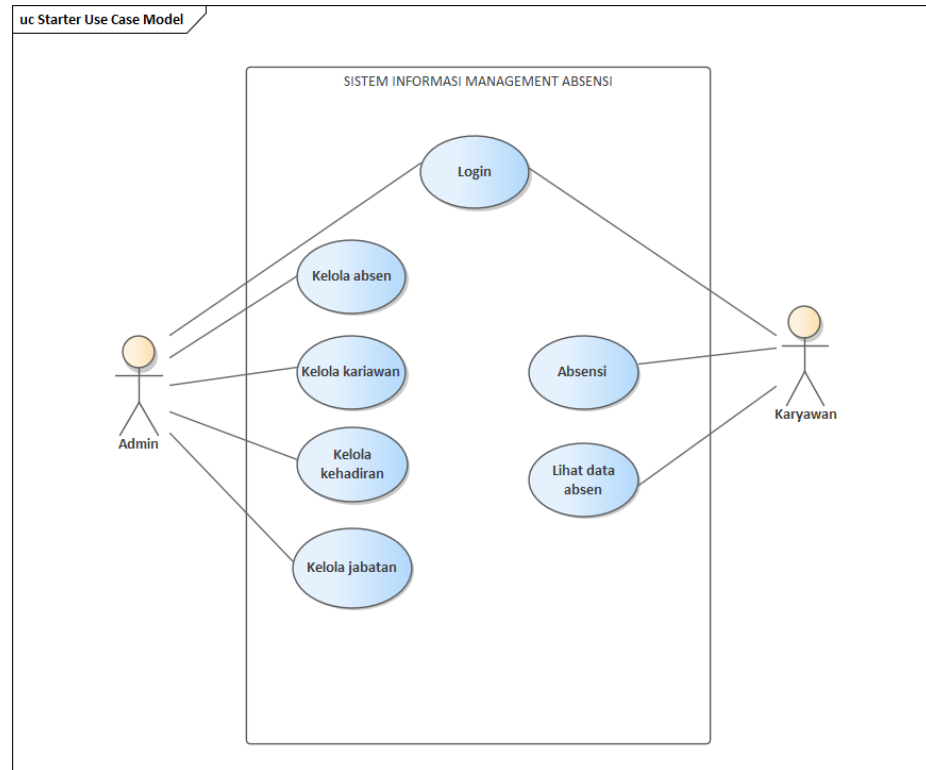 uc Starter Use Case Model
SISTEM INFORMASI MANAGEMENT ABSENSI
Login
Kelola absen
Kelola kariawan
Absensi
Karyawan
Admin
Kelola
kehadiran
Lihat data
absen
Kelola jabatan